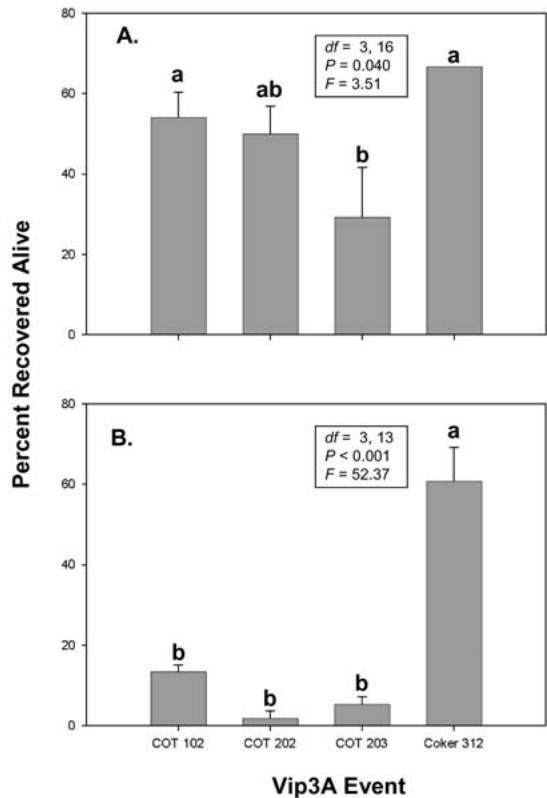 Percent Recovered Alive
80
60
40
20
0
A.
a
ab
b
a
df = 3, 16
P = 0.040
F = 3.51
80
60
40
20
0
B.
b
b
b
a
df = 3, 13
P < 0.001
F = 52.37
COT 102
COT 202
COT 203
Coker 312
Vip3A Event